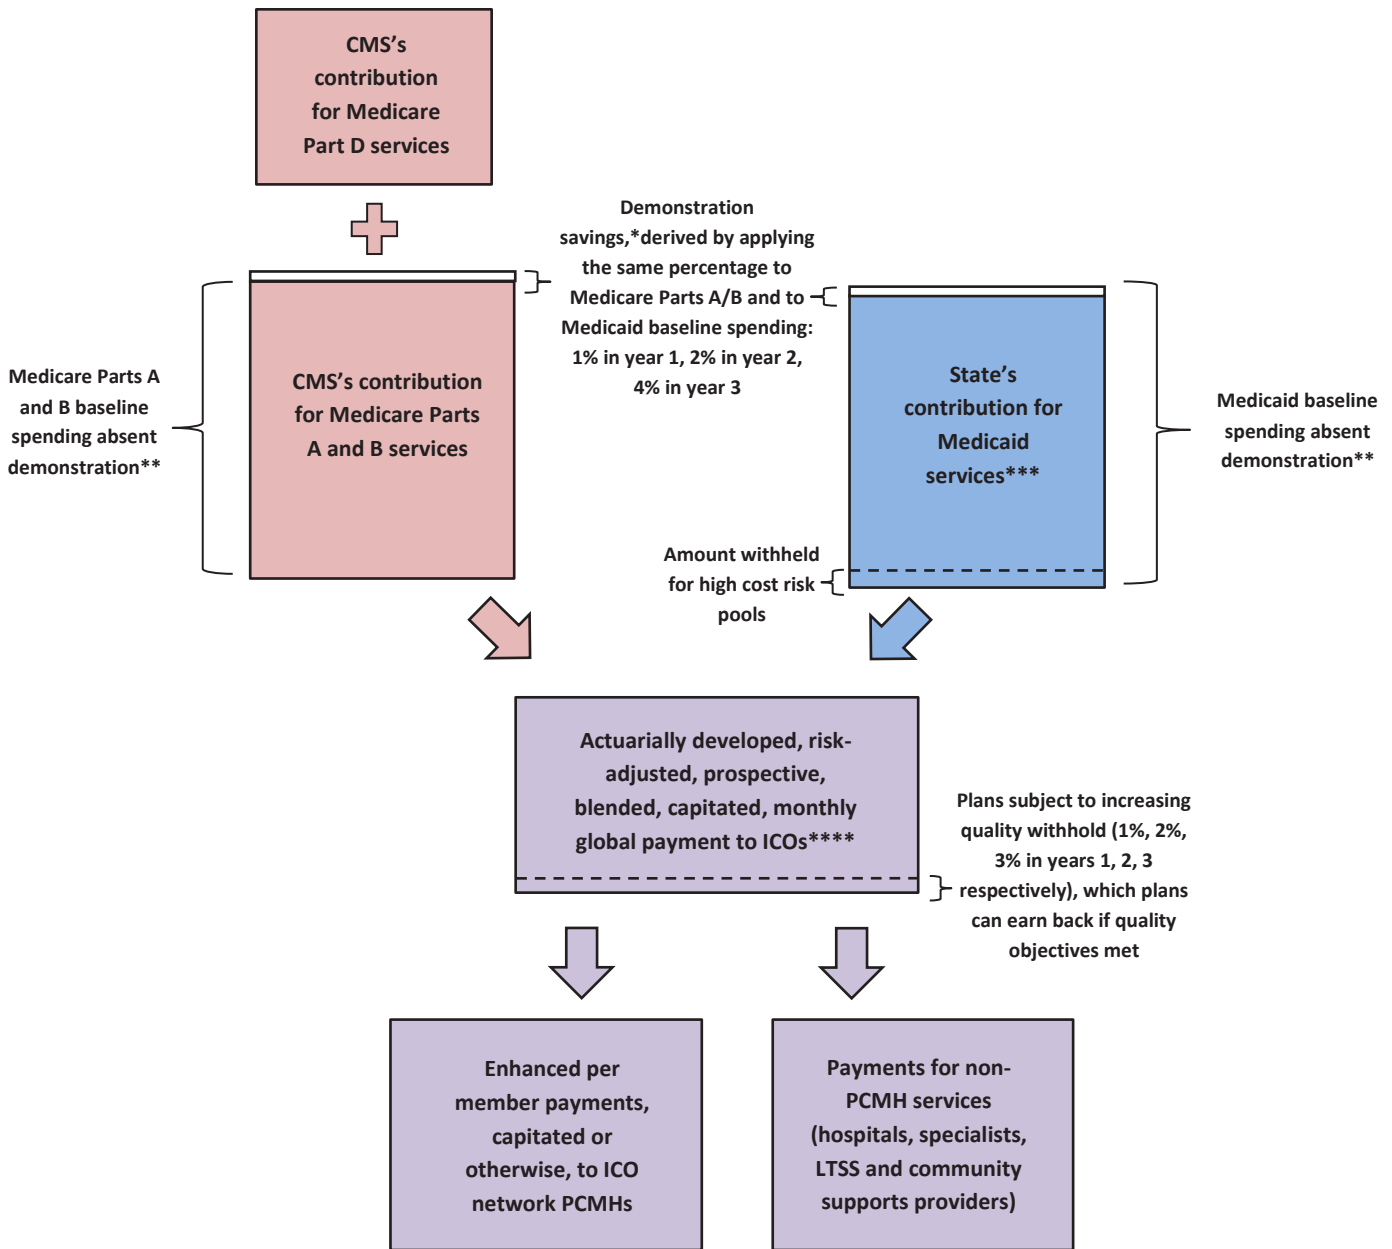 CMS’s
contribution
for Medicare
Part D services
Demonstration
savings,*derived by applying
the same percentage to
Medicare Parts A/B and to
Medicaid baseline spending:
1% in year 1, 2% in year 2,
4% in year 3
Medicare Parts A
and B baseline
spending absent
demonstration**
CMS’s contribution
for Medicare Parts
A and B services
State’s
contribution for
Medicaid
services***
Medicaid baseline
spending absent
demonstration**
Amount withheld
for high cost risk
pools
Actuarially developed, risk-
adjusted, prospective,
blended, capitated, monthly
global payment to ICOs****
Plans subject to increasing
quality withhold (1%, 2%,
3% in years 1, 2, 3
respectively), which plans
can earn back if quality
objectives met
Enhanced per
member payments,
capitated or
otherwise, to ICO
network PCMHs
Payments for non-
PCMH services
(hospitals, specialists,
LTSS and community
supports providers)